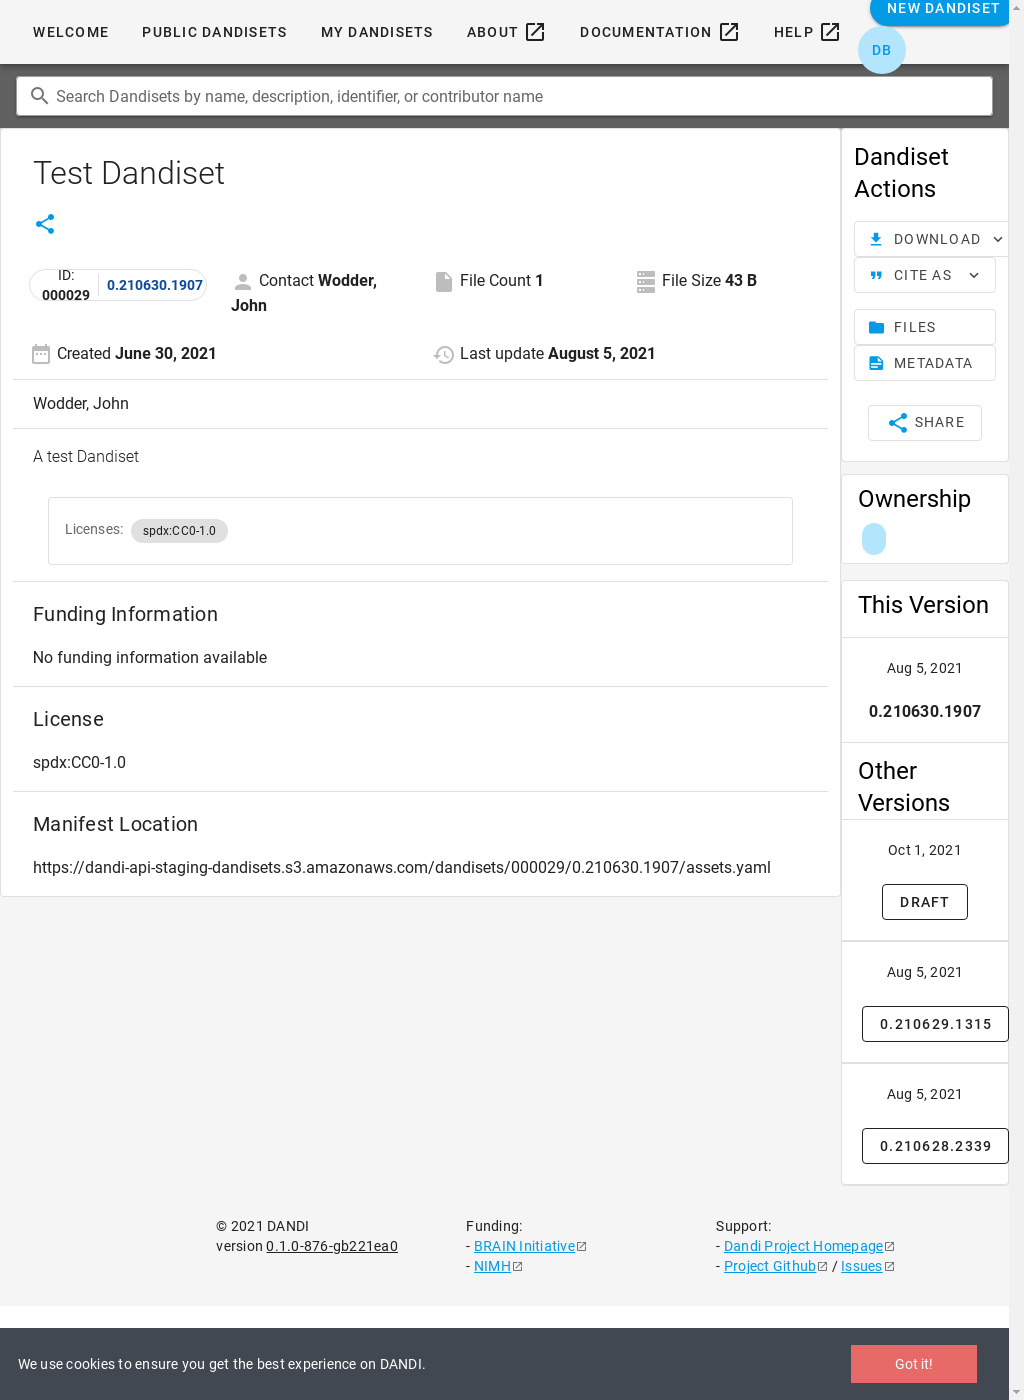 WELCOME PUBLIC DANDISETS MY DANDISETS ABOUT DOCUMENTATION HELP NEW DANDISET
DB
Search Dandisets by name, description, identifier, or contributor name
Test Dandiset
ID: 000029 0.210630.1907
Contact Wodder, John
File Count 1
File Size 43 B
Created June 30, 2021
Last update August 5, 2021
Wodder, John
A test Dandiset
Licenses: spdx:CC0-1.0
Funding Information
No funding information available
License
spdx:CC0-1.0
Manifest Location
https://dandi-api-staging-dandisets.s3.amazonaws.com/dandisets/000029/0.210630.1907/assets.yaml
Dandiset
Actions
DOWNLOAD
CITE AS
FILES
METADATA
SHARE
Ownership
This Version
Aug 5, 2021
0.210630.1907
Other
Versions
Oct 1, 2021
DRAFT
Aug 5, 2021
0.210629.1315
Aug 5, 2021
0.210628.2339
© 2021 DANDI
version 0.1.0-876-gb221ea0
Funding:
- BRAIN Initiative
- NIMH
Support:
- Dandi Project Homepage
- Project Github / Issues
We use cookies to ensure you get the best experience on DANDI.
Got it!